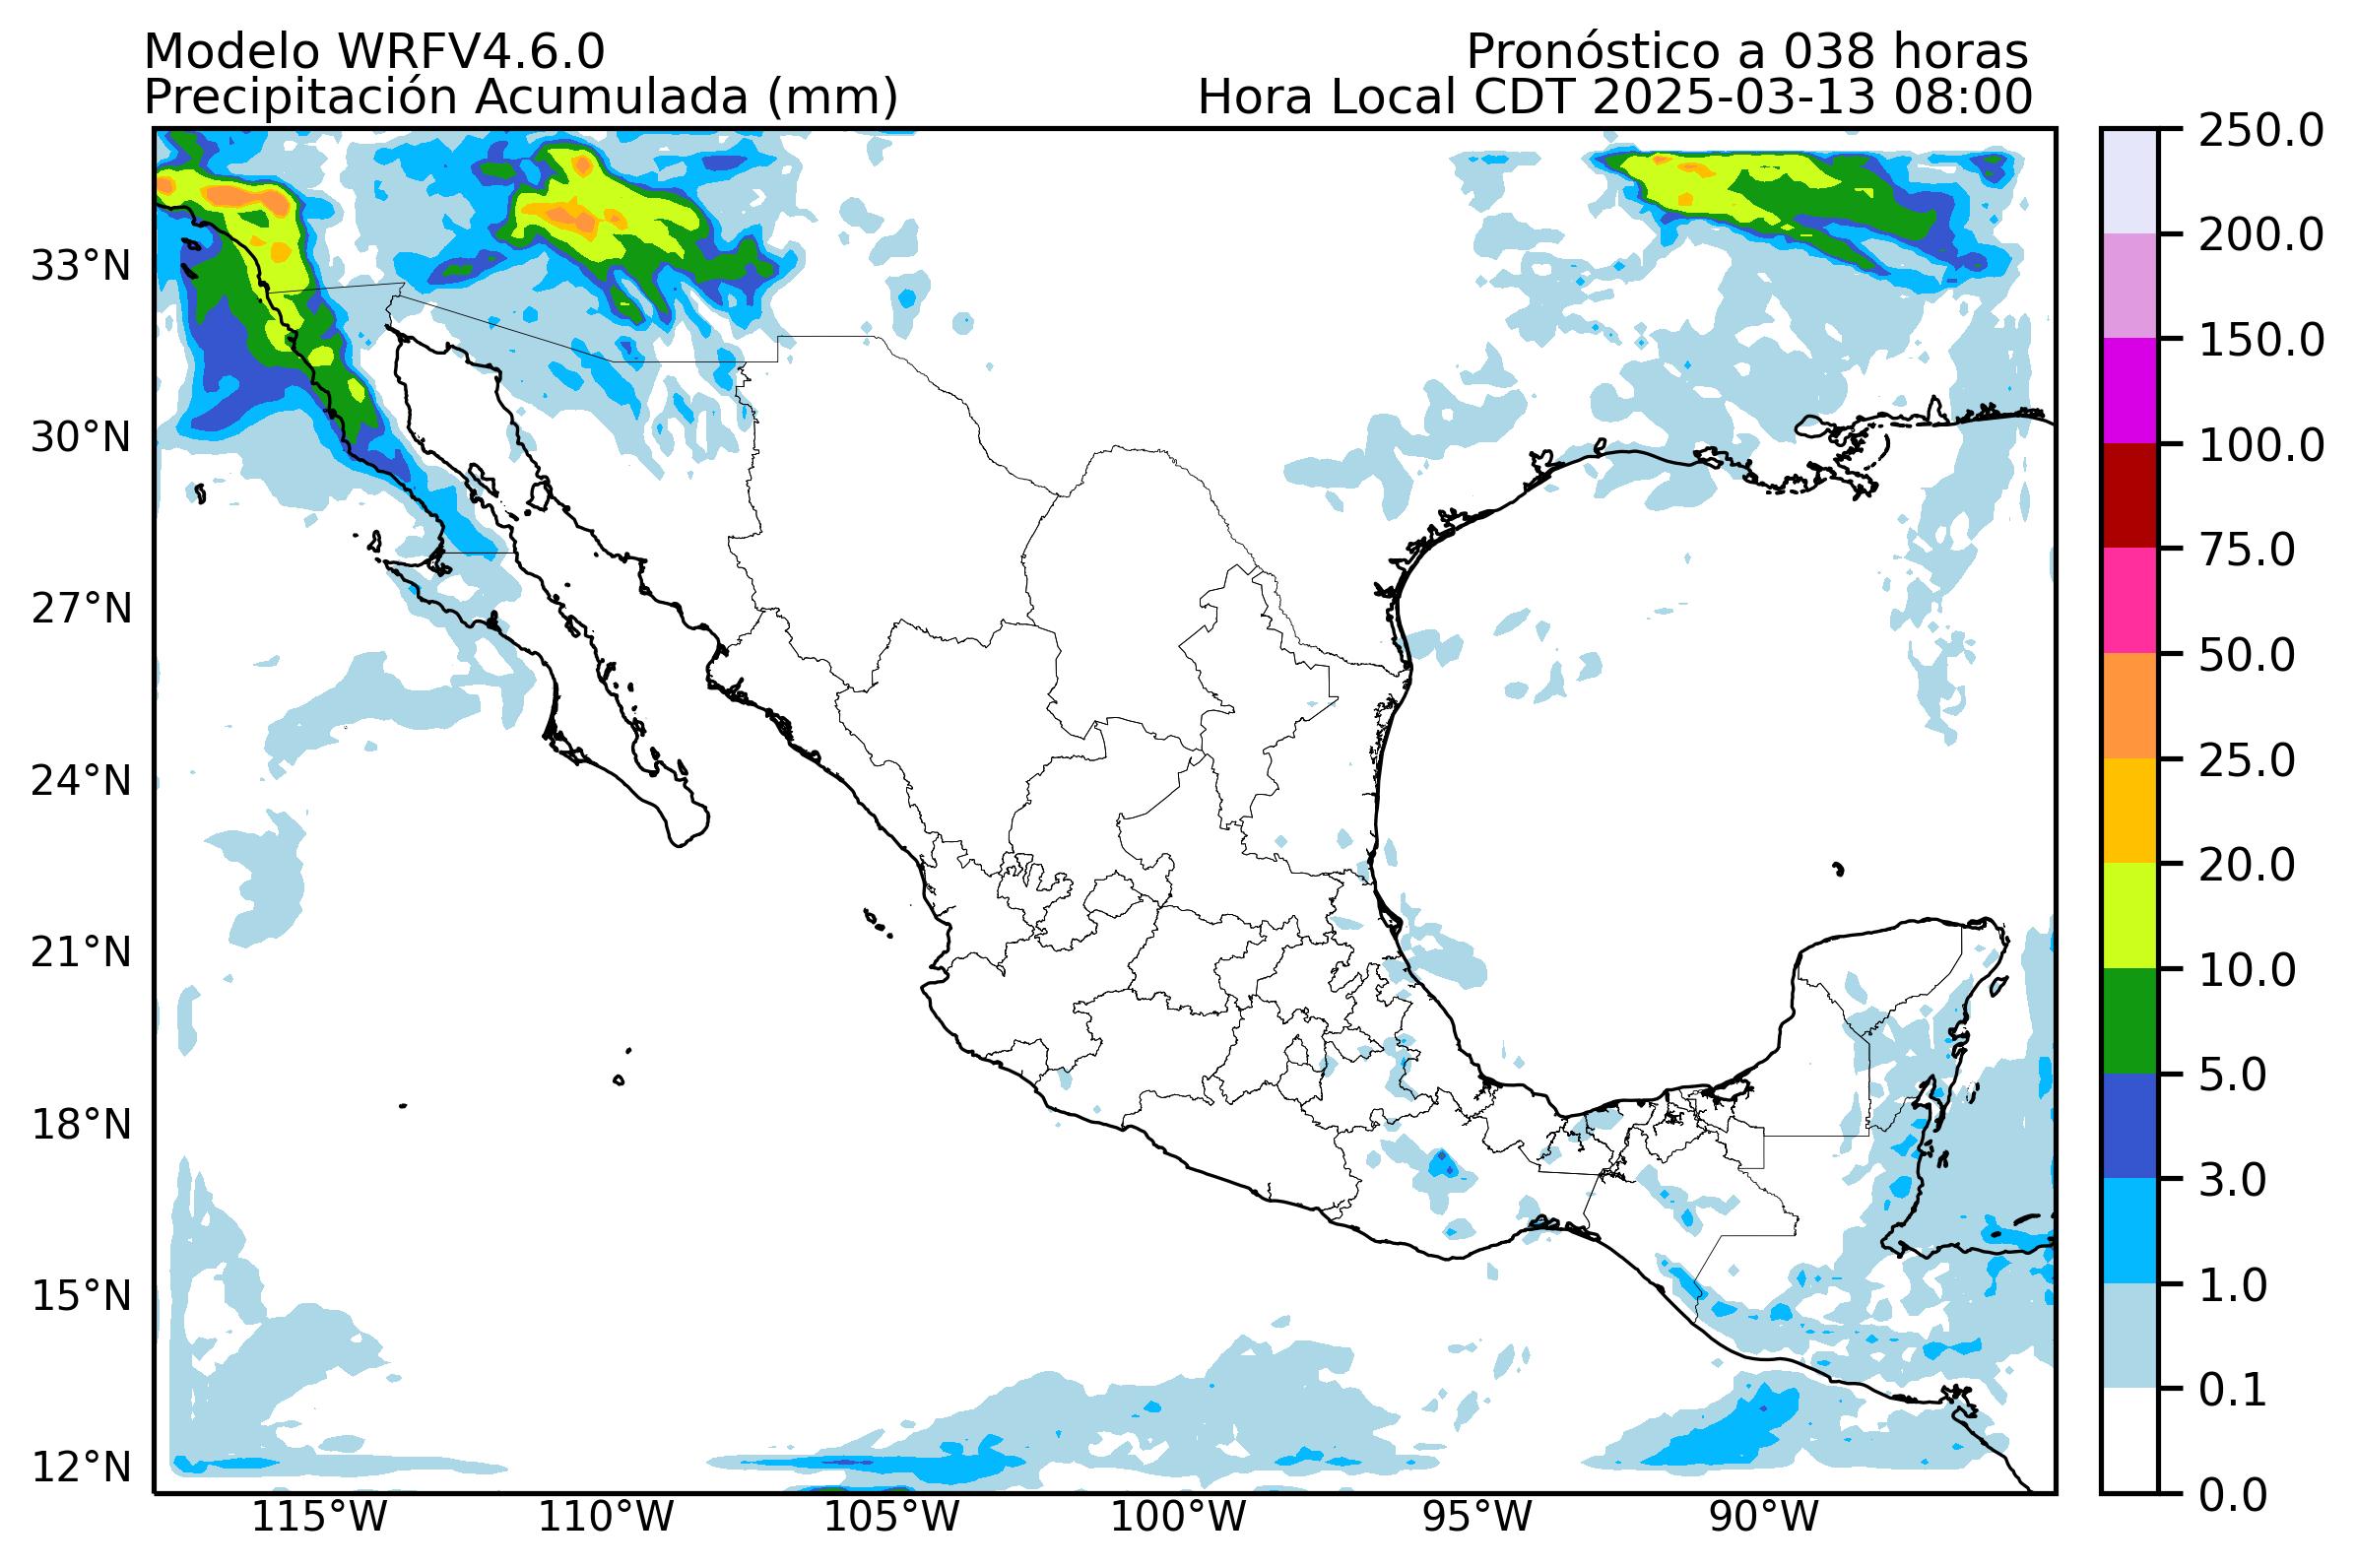 Modelo WRFV4.6.0
Pronóstico a 038 horas
Precipitación Acumulada (mm)
Hora Local CDT 2025-03-13 08:00
33°N
30°N
27°N
24°N
21°N
18°N
15°N
12°N
115°W
110°W
105°W
100°W
95°W
90°W
250.0
200.0
150.0
100.0
75.0
50.0
25.0
20.0
10.0
5.0
3.0
1.0
0.1
0.0